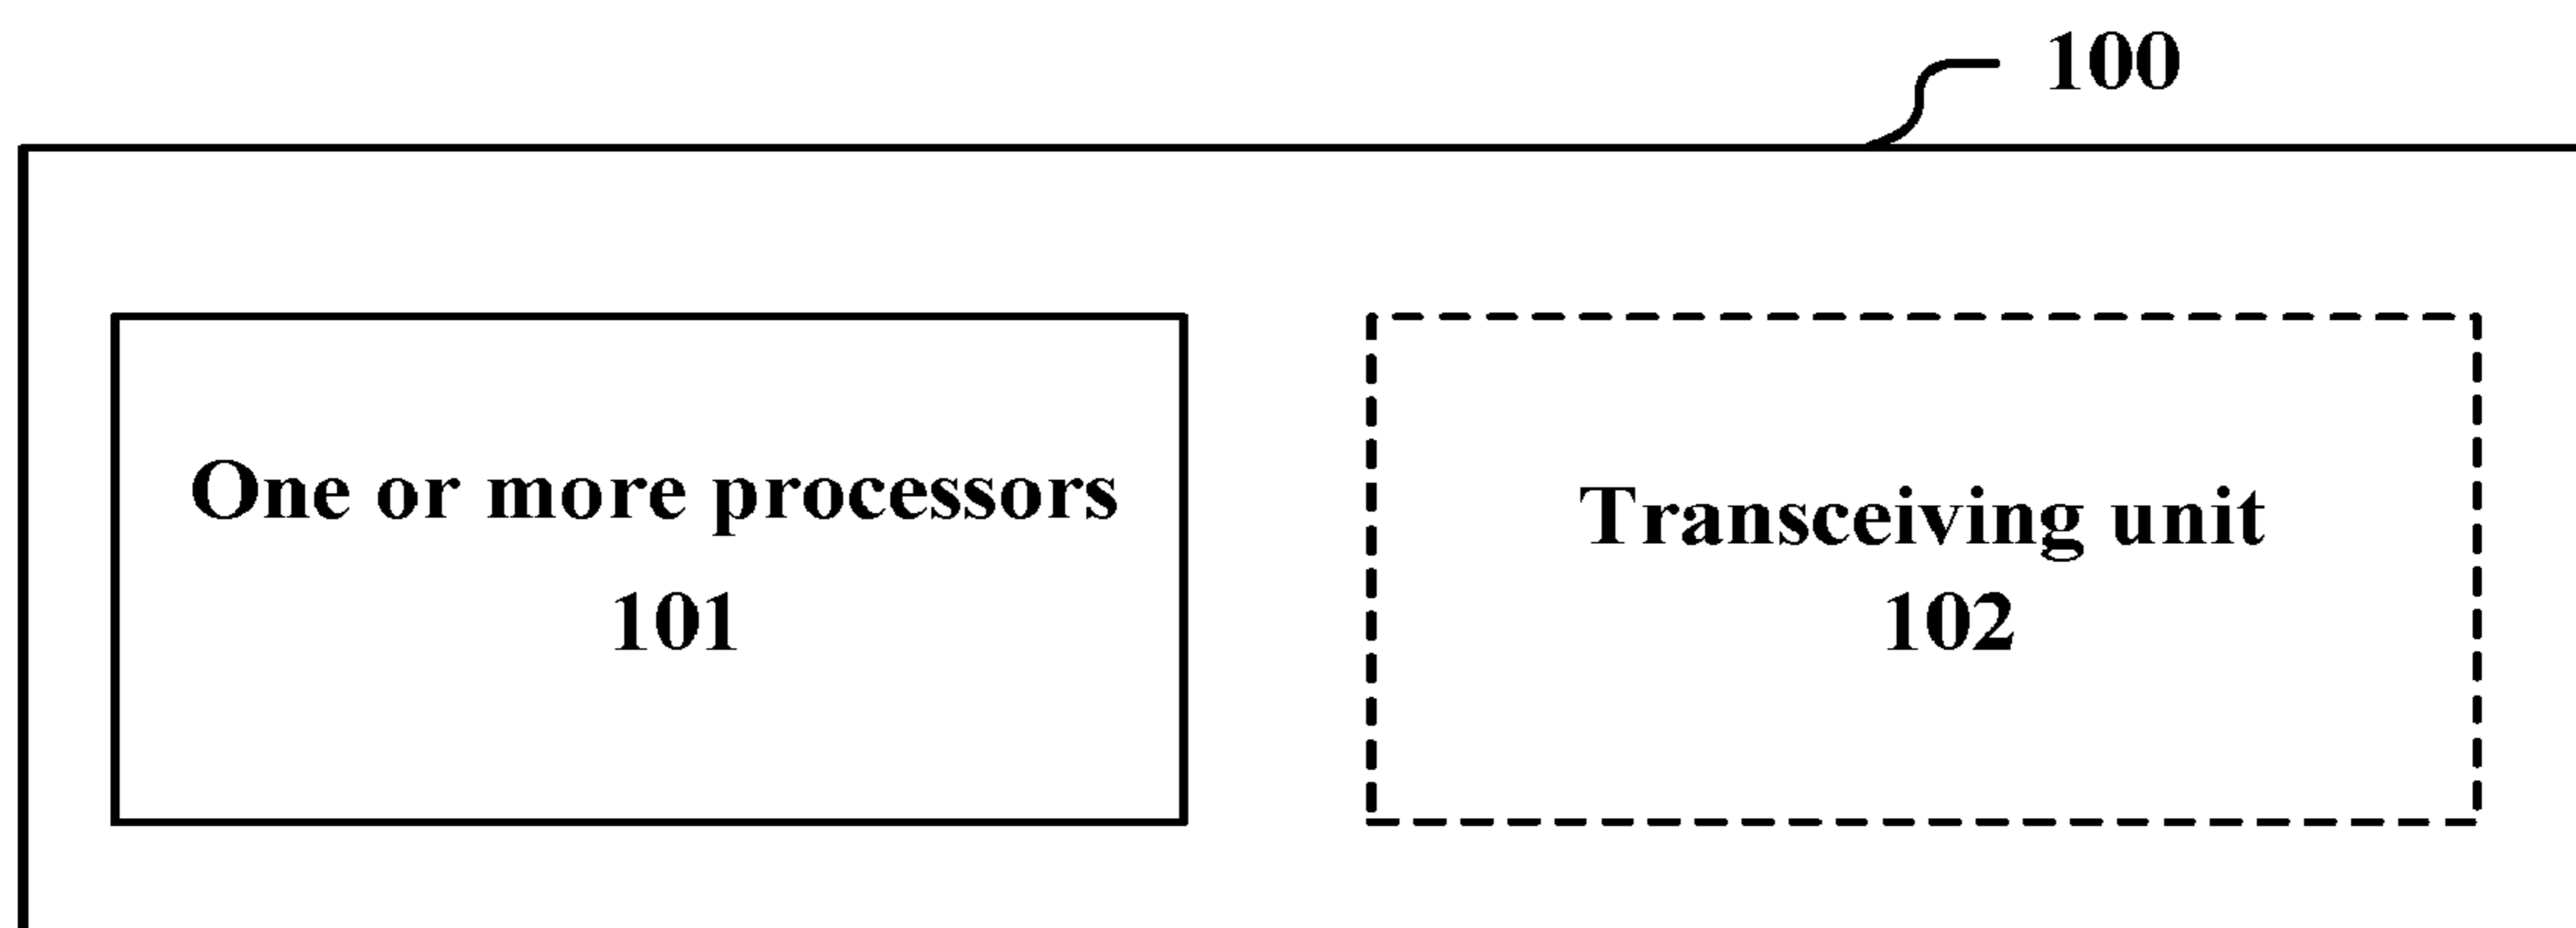 100
One or more processors
101
Transceiving unit
102